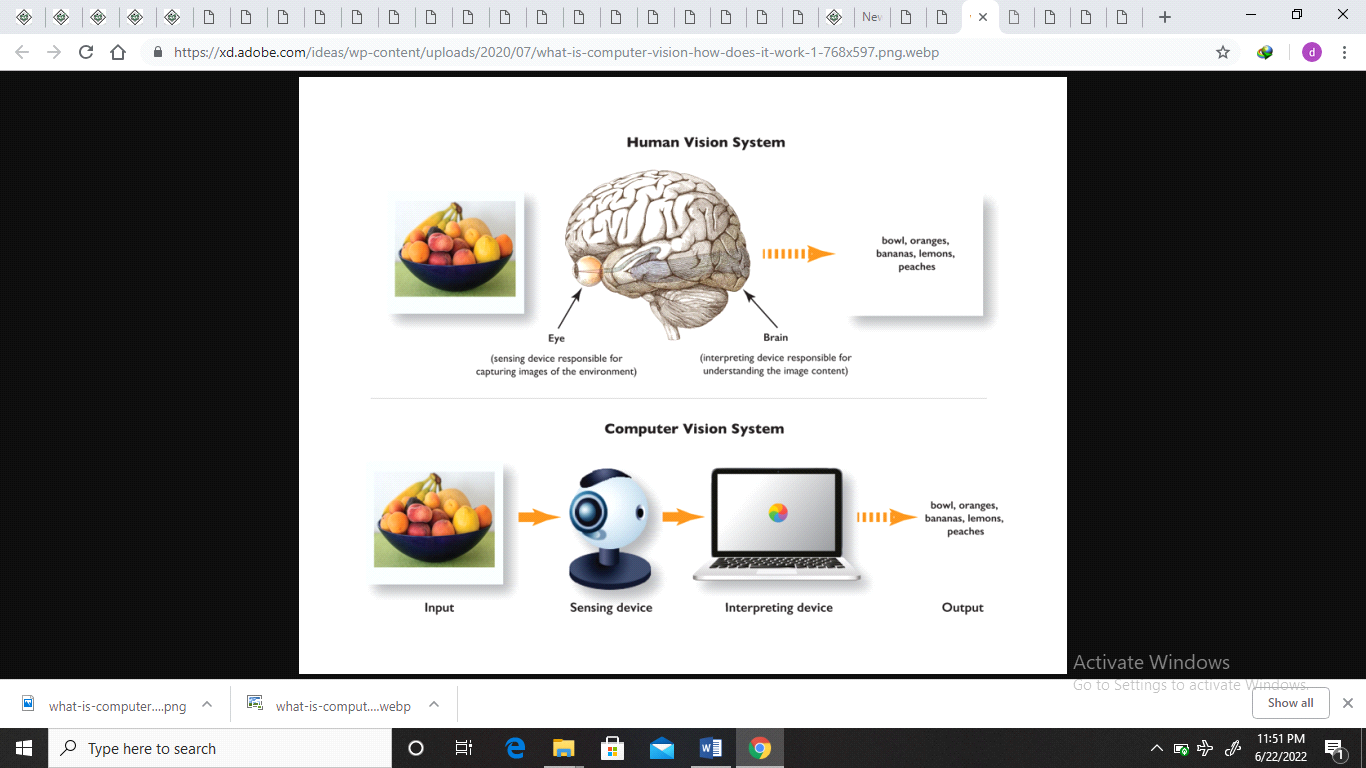 New
https://xd.adobe.com/ideas/wp-content/uploads/2020/07/what-is-computer-vision-how-does-it-work-1-768x597.png.webp
d
Human Vision System
bowl, oranges,
bananas, lemons,
peaches
Eye
(sensing device responsible for
capturing images of the environment)
Brain
(interpreting device responsible for
understanding the image content)
Computer Vision System
bowl, oranges,
bananas, lemons,
peaches
Input
Sensing device
Interpreting device
Output
Activate Windows
Go to Settings to activate Windows.
what-is-computer....png
what-is-comput....webp
Show all
Type here to search
11:51 PM
6/22/2022
1